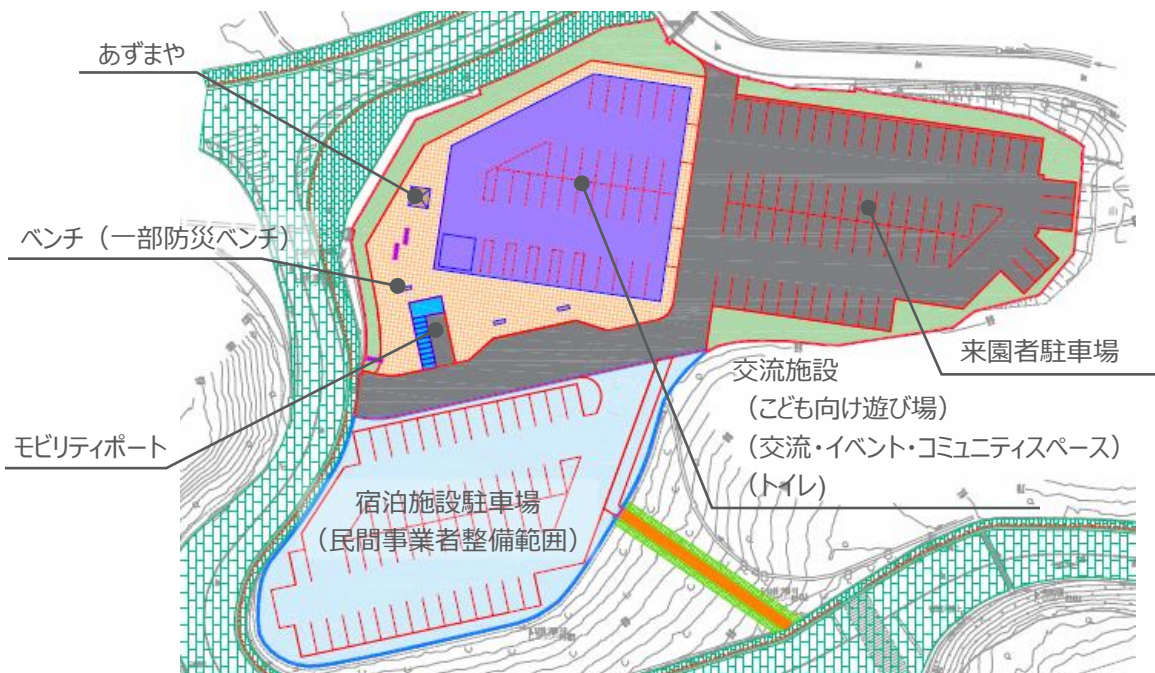 あずまや
ベンチ（一部防災ベンチ）
モビリティポート
来園者駐車場
交流施設
（こども向け遊び場）
（交流・イベント・コミュニティスペース）
（トイレ）
宿泊施設駐車場
（民間事業者整備範囲）